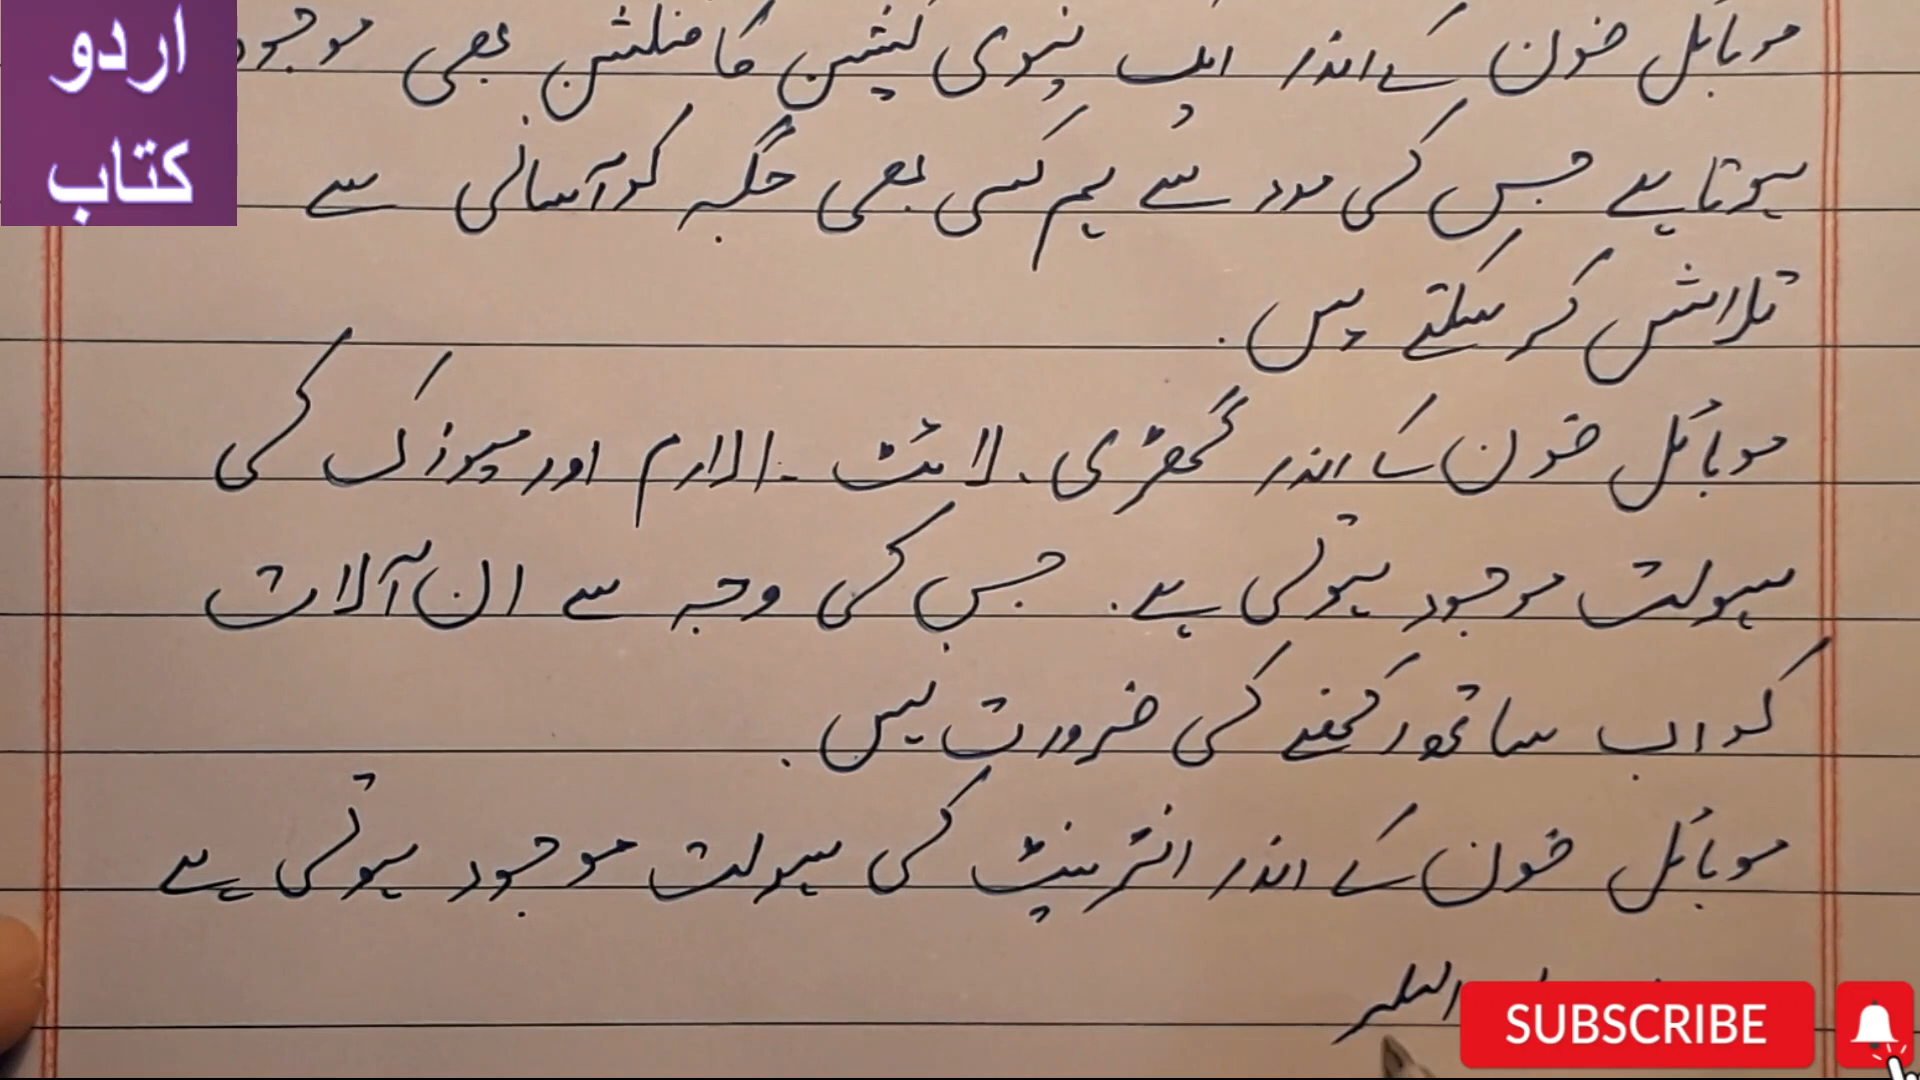 اردو
کتاب
موبائل فون کے اندر ایک نیوی گیشن کا فنکشن بھی موجود
ہوتا ہے جس کی مدد سے ہم کسی بھی جگہ کو آسانی سے
تلاش کر سکتے ہیں.
موبائل فون کے اندر گھڑی. لائٹ. الارم اور میوزک کی
سہولت موجود ہوتی ہے. جس کی وجہ سے ان آلات
کو اب ساتھ رکھنے کی ضرورت نہیں.
موبائل فون کے اندر انٹرنیٹ کی سہولت موجود ہوتی ہے
SUBSCRIBE